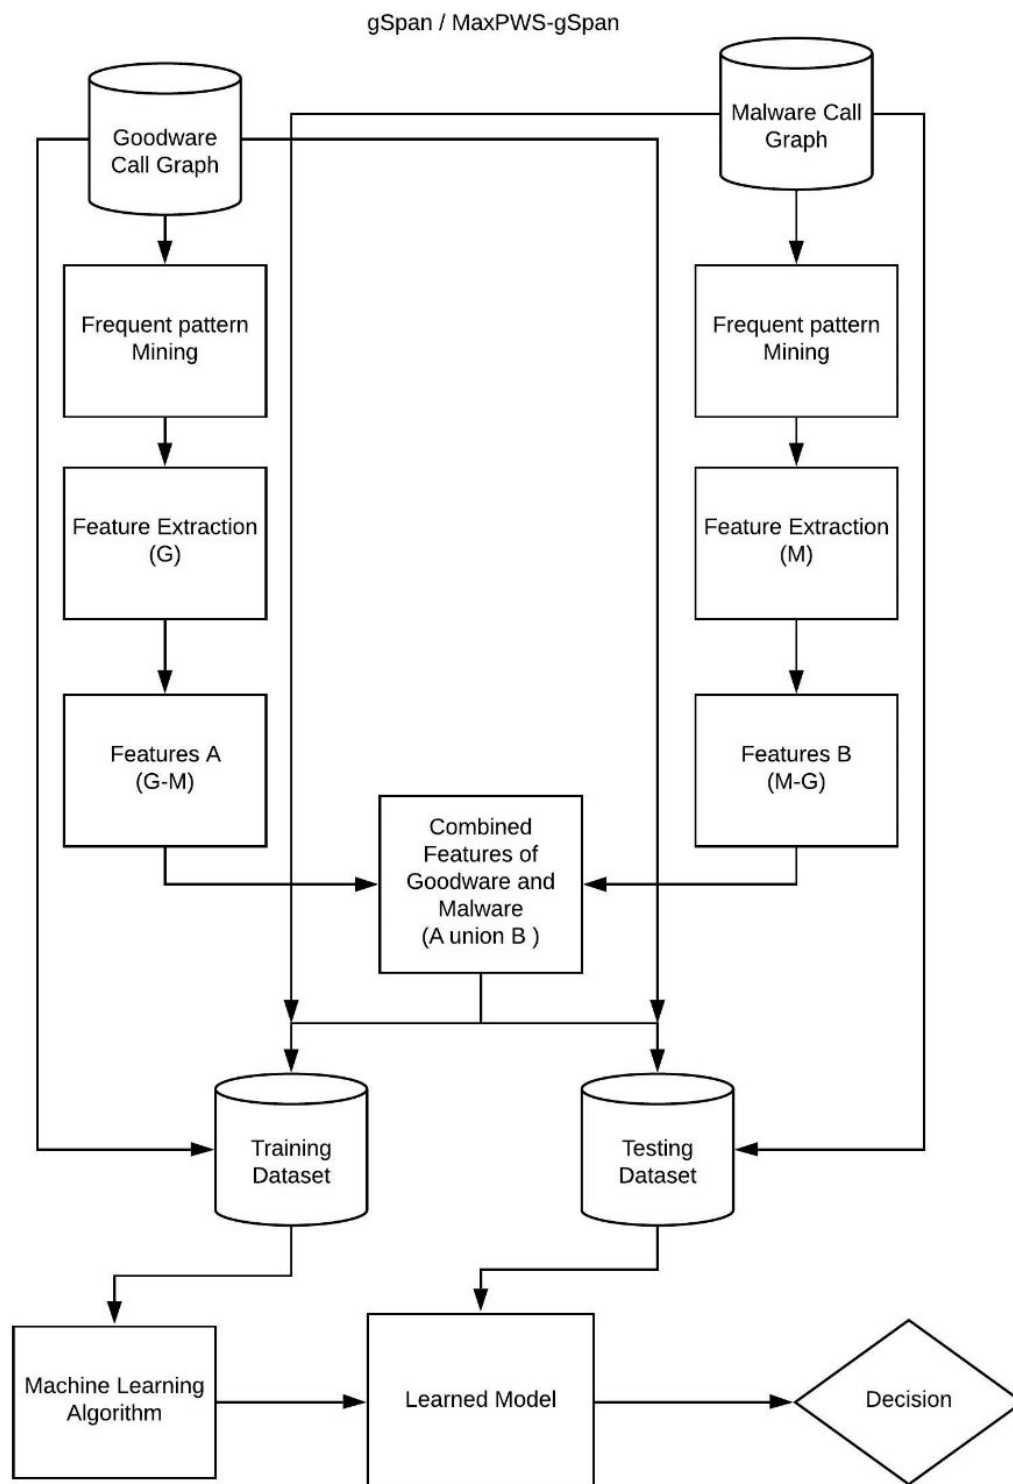 gSpan / MaxPWS-gSpan
Goodware
Call Graph
Malware Call
Graph
Frequent pattern
Mining
Frequent pattern
Mining
Feature Extraction
(G)
Feature Extraction
(M)
Features A
(G-M)
Features B
(M-G)
Combined
Features of
Goodware and
Malware
(A union B )
Training
Dataset
Testing
Dataset
Machine Learning
Algorithm
Learned Model
Decision